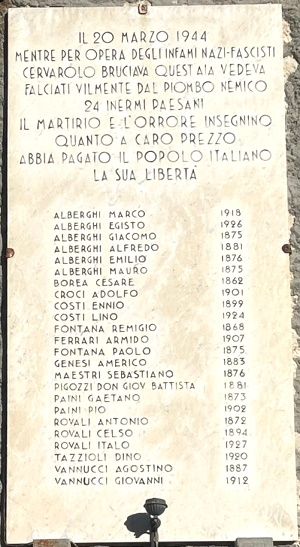 IL 20 MARZO 1944
MENTRE PER OPERA DEGLI INFAMI NAZI-FASCISTI
CERVAROLO BRUCIAVA QUEST'AIA VEDEVA
FALCIATI VILMENTE DAL PIOMBO NEMICO
24 INERMI PAESANI
IL MARTIRIO E L'ORRORE INSEGNINO
QUANTO A CARO PREZZO
ABBIA PAGATO IL POPOLO ITALIANO
LA SUA LIBERTÀ
ALBERGHI MARCO 1918
ALBERGHI EGISTO 1926
ALBERGHI GIACOMO 1875
ALBERGHI ALFREDO 1881
ALBERGHI EMILIO 1876
ALBERGHI MAURO 1875
BOREA CESARE 1862
CROCI ADOLFO 1901
COSTI ENNIO 1899
COSTI LINO 1924
FONTANA REMIGIO 1868
FERRARI ARMIDO 1907
FONTANA PAOLO 1875
GENESI AMERICO 1883
MAESTRI SEBASTIANO 1876
PIGOZZI DON GIOV BATTISTA 1881
PAINI GAETANO 1873
PAINI PIO 1902
ROVALI ANTONIO 1872
ROVALI CELSO 1894
ROVALI ITALO 1927
TAZZIOLI DINO 1920
VANNUCCI AGOSTINO 1887
VANNUCCI GIOVANNI 1912